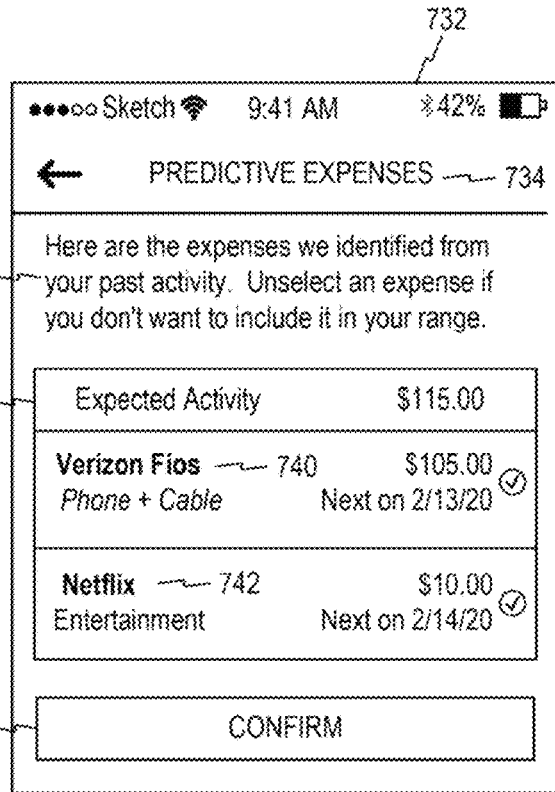 732
Sketch 9:41 AM 42%
PREDICTIVE EXPENSES 734
Here are the expenses we identified from
your past activity. Unselect an expense if
you don't want to include it in your range.
Expected Activity $115.00
Verizon Fios 740 $105.00
Phone + Cable Next on 2/13/20
Netflix 742 $10.00
Entertainment Next on 2/14/20
CONFIRM